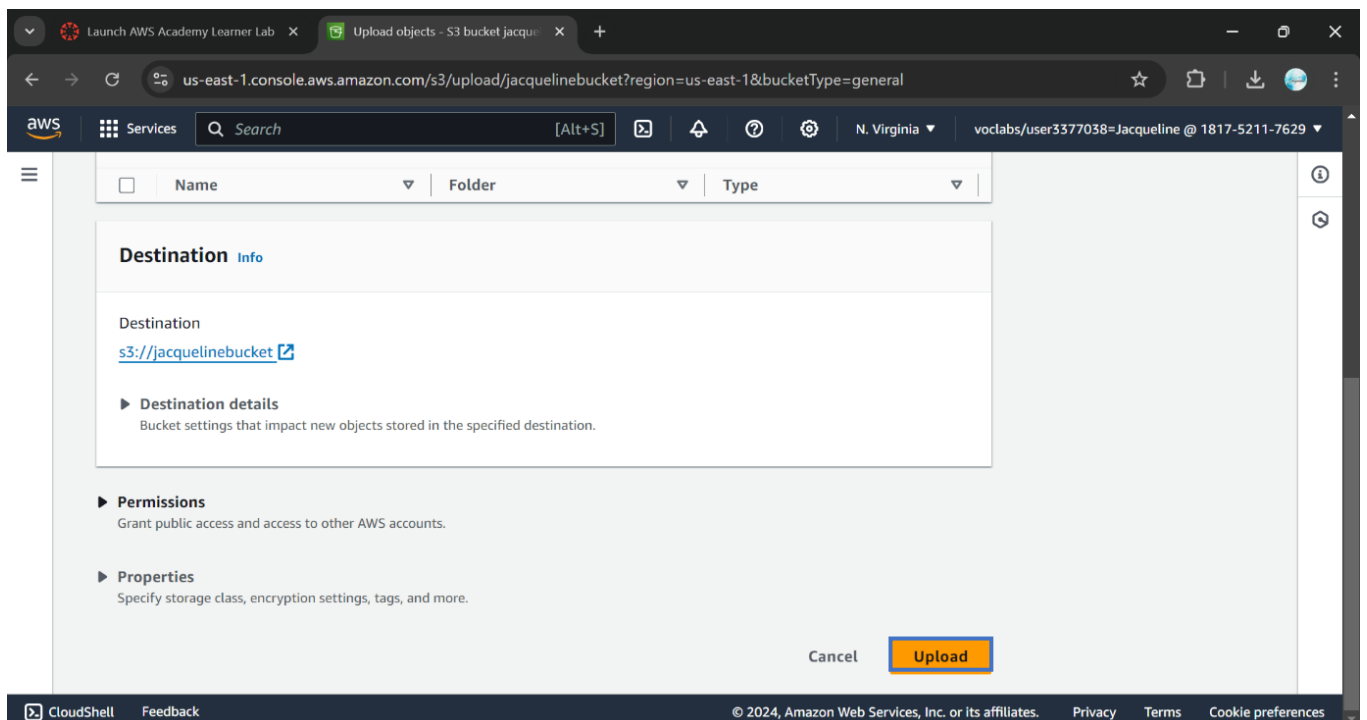 Launch AWS Academy Learner Lab
Upload objects - S3 bucket jacque
us-east-1.console.aws.amazon.com/s3/upload/jacquelinebucket?region=us-east-1&bucketType=general
aws Services Search [Alt+S] N. Virginia voclabs/user3377038=Jacqueline @ 1817-5211-7629
Name Folder Type
Destination Info
Destination
s3://jacquelinebucket
Destination details
Bucket settings that impact new objects stored in the specified destination.
Permissions
Grant public access and access to other AWS accounts.
Properties
Specify storage class, encryption settings, tags, and more.
Cancel Upload
CloudShell Feedback © 2024, Amazon Web Services, Inc. or its affiliates. Privacy Terms Cookie preferences